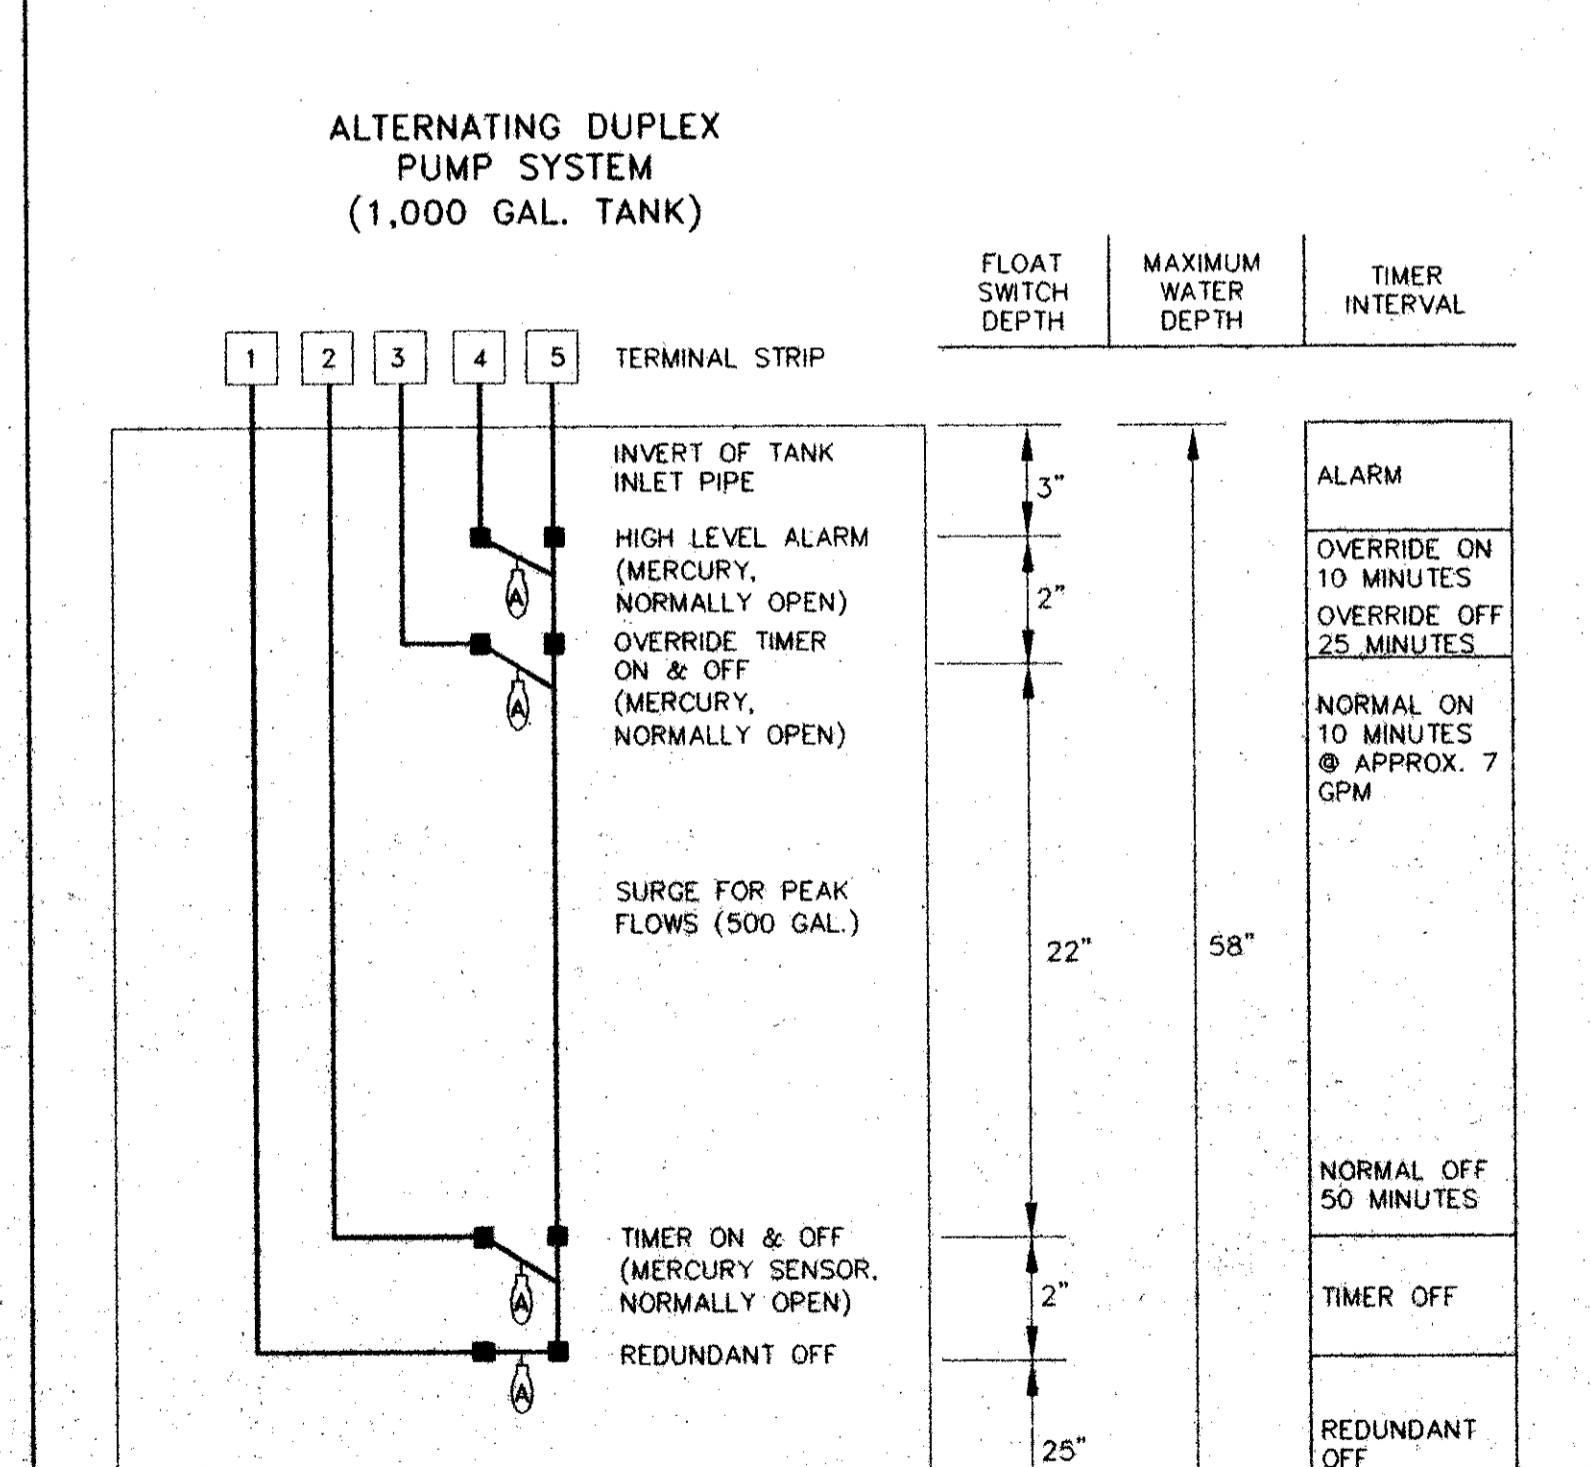 ALTERNATING DUPLEX
PUMP SYSTEM
(1,000 GAL. TANK)
FLOAT
SWITCH
DEPTH
MAXIMUM
WATER
DEPTH
TIMER
INTERVAL
1 2 3 4 5 TERMINAL STRIP
INVERT OF TANK
INLET PIPE
HIGH LEVEL ALARM
(MERCURY,
NORMALLY OPEN)
A
OVERRIDE TIMER
ON & OFF
(MERCURY,
NORMALLY OPEN)
A
SURGE FOR PEAK
FLOWS (500 GAL.)
TIMER ON & OFF
(MERCURY SENSOR,
NORMALLY OPEN)
A
REDUNDANT OFF
A
3"
2"
22"
2"
25"
58"
ALARM
OVERRIDE ON
10 MINUTES
OVERRIDE OFF
25 MINUTES
NORMAL ON
10 MINUTES
@ APPROX. 7
GPM
NORMAL OFF
50 MINUTES
TIMER OFF
REDUNDANT
OFF